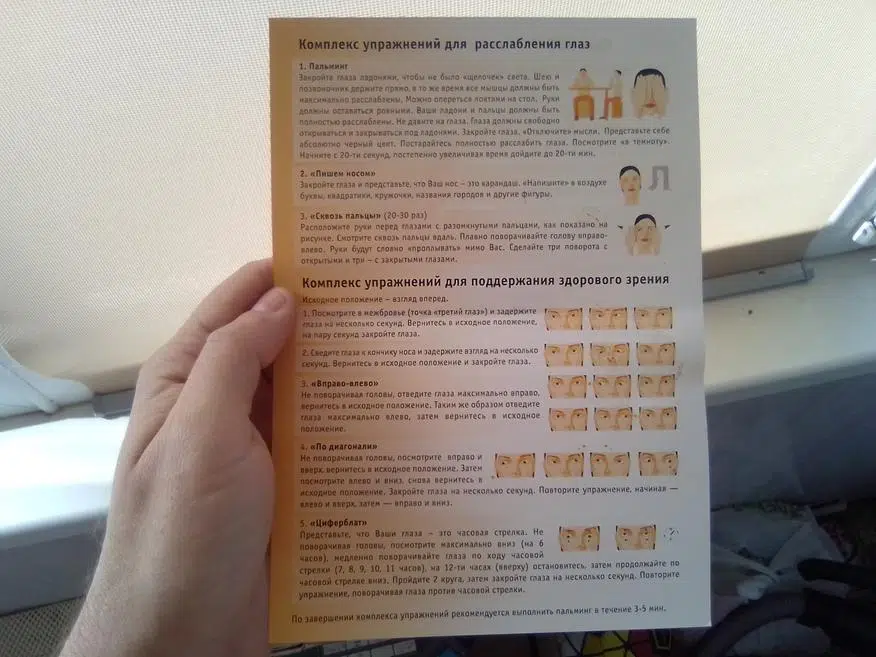 Комплекс упражнений для расслабления глаз
1. Пальминг
Закройте глаза ладонями, чтобы не было «щелочек» света. Шею и
позвоночник держите прямо, в то же время все мышцы должны быть
максимально расслаблены. Можно опереться локтями на стол. Руки
должны оставаться ровными. Ваши ладони и пальцы должны быть
полностью расслаблены. Не давите на глаза. Глаза должны свободно
открываться и закрываться под ладонями. Закройте глаза. «Отключите» мысли. Представьте себе
абсолютно черный цвет. Постарайтесь полностью расслабить глаза. Посмотрите «в темноту».
Начните с 20-ти секунд, постепенно увеличивая время дойдите до 20-ти мин.
2. «Пишем носом»
Закройте глаза и представьте, что Ваш нос – это карандаш. «Напишите» в воздухе
буквы, квадратики, кружочки, названия городов и другие фигуры.
Л
3. «Сквозь пальцы» (20-30 раз)
Расположите руки перед глазами с разомкнутыми пальцами, как показано на
рисунке. Смотрите сквозь пальцы вдаль. Плавно поворачивайте голову вправо-
влево. Руки будут словно «проплывать» мимо Вас. Сделайте три поворота с
открытыми и три – с закрытыми глазами.
Комплекс упражнений для поддержания здорового зрения
Исходное положение – взгляд вперед.
1. Посмотрите в межбровье (точка «третий глаз») и задержите
глаза на несколько секунд. Вернитесь в исходное положение,
на пару секунд закройте глаза.
2. Сведите глаза к кончику носа и задержите взгляд на несколько
секунд. Вернитесь в исходное положение и закройте глаза.
3. «Вправо-влево»
Не поворачивая головы, отведите глаза максимально вправо,
вернитесь в исходное положение. Таким же образом отведите
глаза максимально влево, затем вернитесь в исходное
положение.
4. «По диагонали»
Не поворачивая головы, посмотрите вправо и
вверх, вернитесь в исходное положение. Затем
посмотрите влево и вниз, снова вернитесь в
исходное положение. Закройте глаза на несколько секунд. Повторите упражнение, начиная —
влево и вверх, затем — вправо и вниз.
5. «Циферблат»
Представьте, что Ваши глаза – это часовая стрелка. Не
поворачивая головы, посмотрите максимально вниз (на 6
часов), медленно поворачивайте глаза по ходу часовой
стрелки (7, 8, 9, 10, 11 часов), на 12-ти часах (вверху) остановитесь, затем продолжайте по
часовой стрелке вниз. Пройдите 2 круга, затем закройте глаза на несколько секунд. Повторите
упражнение, поворачивая глаза против часовой стрелки.
По завершении комплекса упражнений рекомендуется выполнить пальминг в течение 3-5 мин.